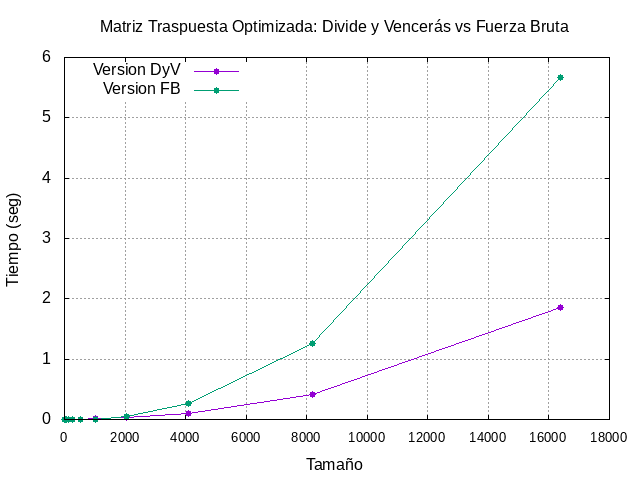 Matriz Traspuesta Optimizada: Divide y Vencerás vs Fuerza Bruta
6
Version DyV
Version FB
5
4
3
2
1
0
Tiempo (seg)
0 2000 4000 6000 8000 10000 12000 14000 16000 18000
Tamaño